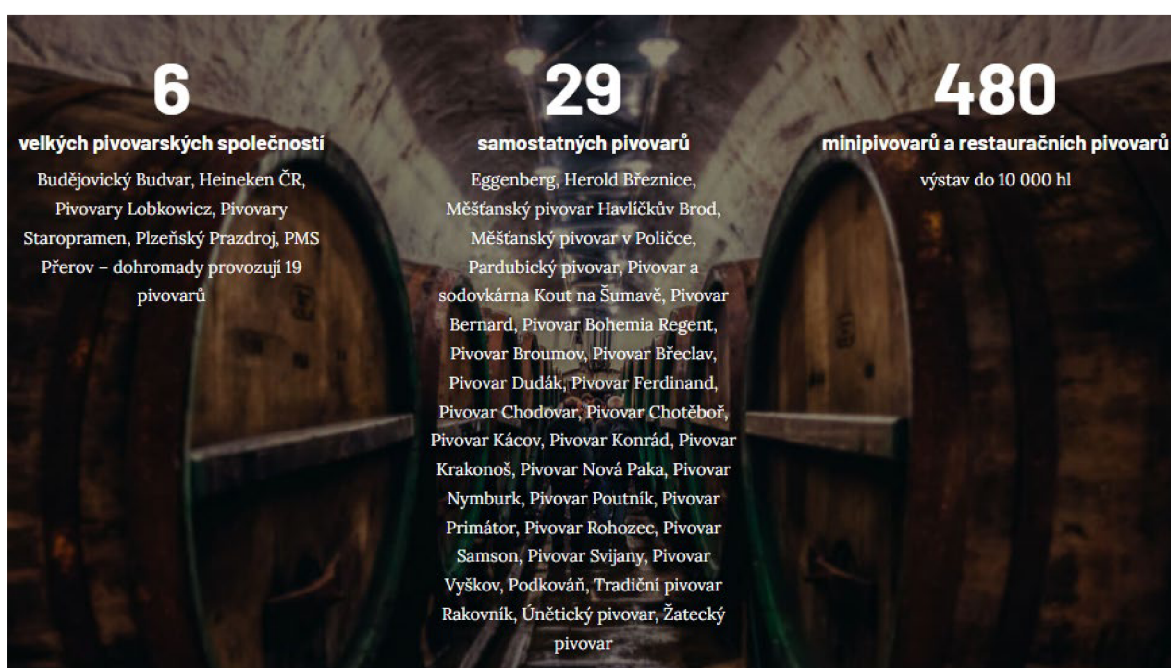 6
velkých pivovarských společností
Budějovický Budvar, Heineken ČR,
Pivovary Lobkowicz, Pivovary
Staropramen, Plzeňský Prazdroj, PMS
Přerov – dohromady provozují 19
pivovarů
29
samostatných pivovarů
Eggenberg, Herold Březnice,
Měšťanský pivovar Havlíčkův Brod,
Měšťanský pivovar v Poličce,
Pardubický pivovar, Pivovar a
sodovkárna Kout na Šumavě, Pivovar
Bernard, Pivovar Bohemia Regent,
Pivovar Broumov, Pivovar Břeclav,
Pivovar Dudák, Pivovar Ferdinand,
Pivovar Chodovar, Pivovar Chotěboř,
Pivovar Kácov, Pivovar Konrád, Pivovar
Krakonoš, Pivovar Nová Paka, Pivovar
Nymburk, Pivovar Poutník, Pivovar
Primátor, Pivovar Rohozec, Pivovar
Samson, Pivovar Svijany, Pivovar
Vyškov, Podkováň, Tradiční pivovar
Rakovník, Únětický pivovar, Žatecký
pivovar
480
minipivovarů a restauračních pivovarů
výstav do 10 000 hl